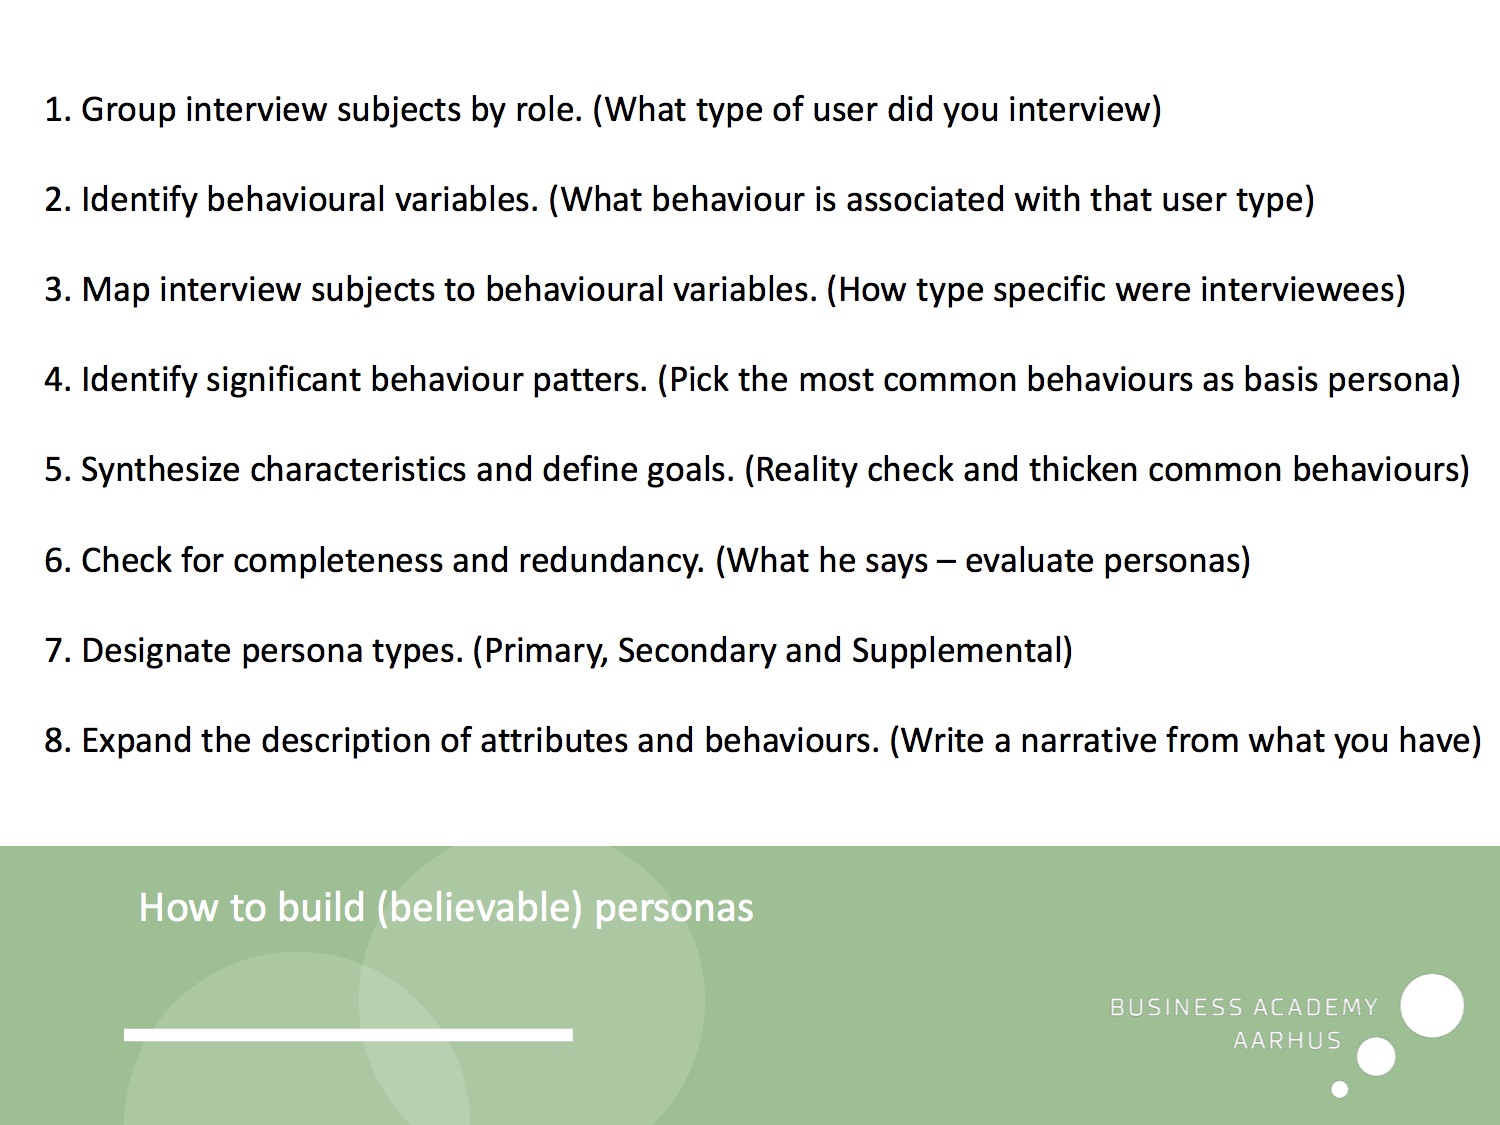 1. Group interview subjects by role. (What type of user did you interview)
2. Identify behavioural variables. (What behaviour is associated with that user type)
3. Map interview subjects to behavioural variables. (How type specific were interviewees)
4. Identify significant behaviour patters. (Pick the most common behaviours as basis persona)
5. Synthesize characteristics and define goals. (Reality check and thicken common behaviours)
6. Check for completeness and redundancy. (What he says – evaluate personas)
7. Designate persona types. (Primary, Secondary and Supplemental)
8. Expand the description of attributes and behaviours. (Write a narrative from what you have)
How to build (believable) personas
BUSINESS ACADEMY
AARHUS